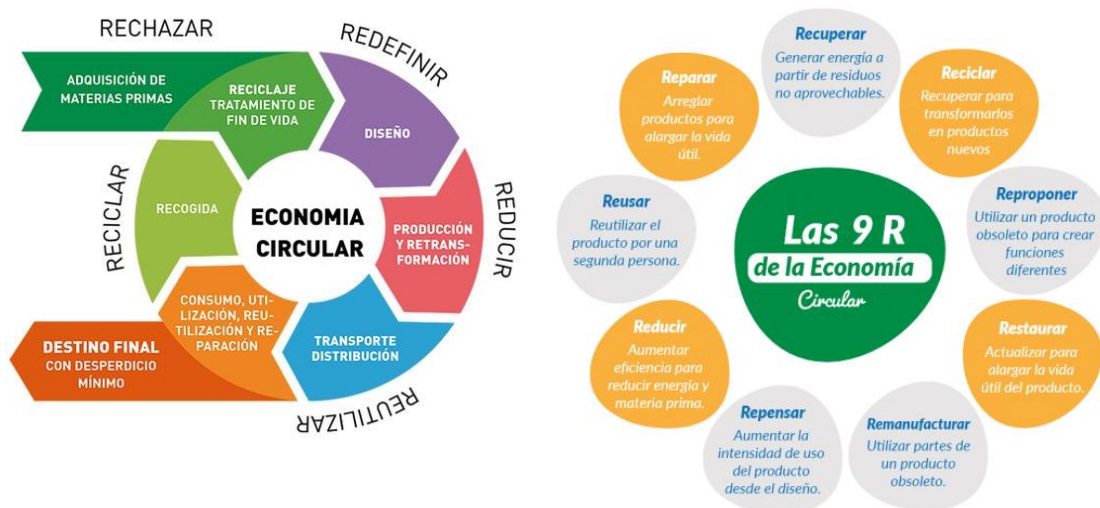 RECHAZAR
ADQUISICIÓN DE
MATERIAS PRIMAS
RECICLAJE
TRATAMIENTO DE
FIN DE VIDA
REDEFINIR
DISEÑO
REDUCIR
PRODUCCIÓN
Y RETRANS-
FORMACIÓN
TRANSPORTE
DISTRIBUCIÓN
REUTILIZAR
CONSUMO, UTI-
LIZACIÓN, REU-
TILIZACIÓN Y RE-
PARACIÓN
DESTINO FINAL
CON DESPERDICIO
MÍNIMO
RECOGIDA
RECICLAR
ECONOMIA
CIRCULAR
Las 9 R
de la Economía
Circular
Recuperar
Generar energía a
partir de residuos
no aprovechables.
Reciclar
Recuperar para
transformarlos
en productos
nuevos
Reproponer
Utilizar un producto
obsoleto para crear
funciones
diferentes
Restaurar
Actualizar para
alargar la vida
útil del producto.
Remanufacturar
Utilizar partes de
un producto
obsoleto.
Repensar
Aumentar la
intensidad de uso
del producto
desde el diseño.
Reducir
Aumentar
eficiencia para
reducir energía y
materia prima.
Reusar
Reutilizar el
producto por una
segunda persona.
Reparar
Arreglar
productos para
alargar la vida
útil.